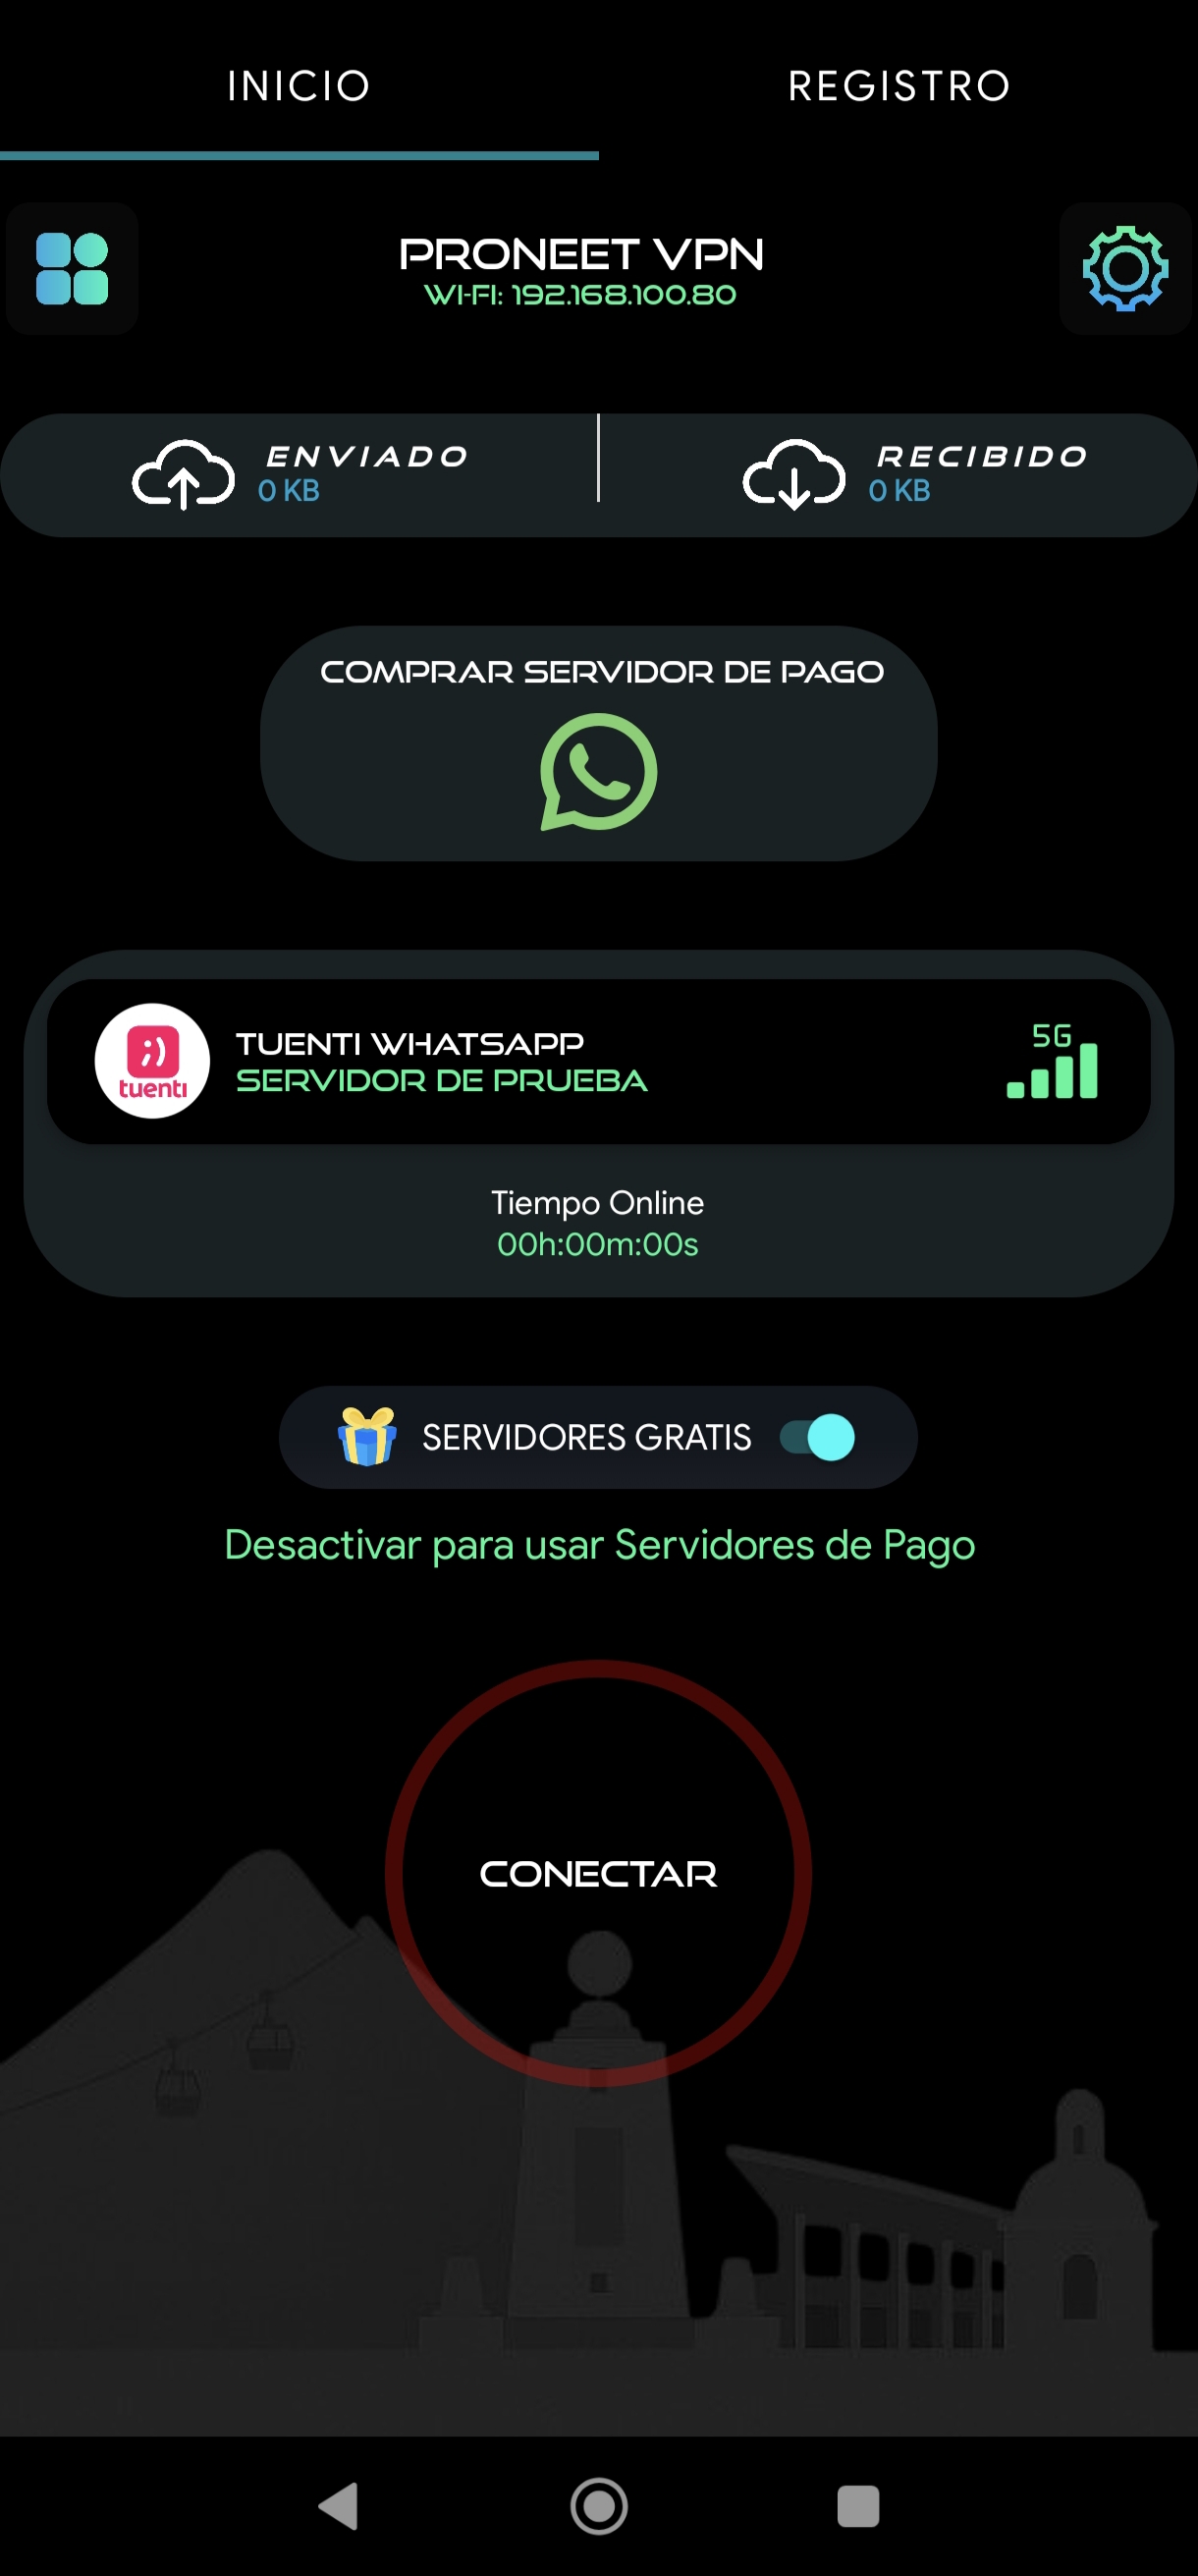 INICIO
REGISTRO
PRONEET VPN
WI-FI: 192.168.100.80
ENVIADO
0 KB
RECIBIDO
0 KB
COMPRAR SERVIDOR DE PAGO
tuenti
TUENTI WHATSAPP
SERVIDOR DE PRUEBA
5G
Tiempo Online
00h:00m:00s
SERVIDORES GRATIS
Desactivar para usar Servidores de Pago
CONECTAR